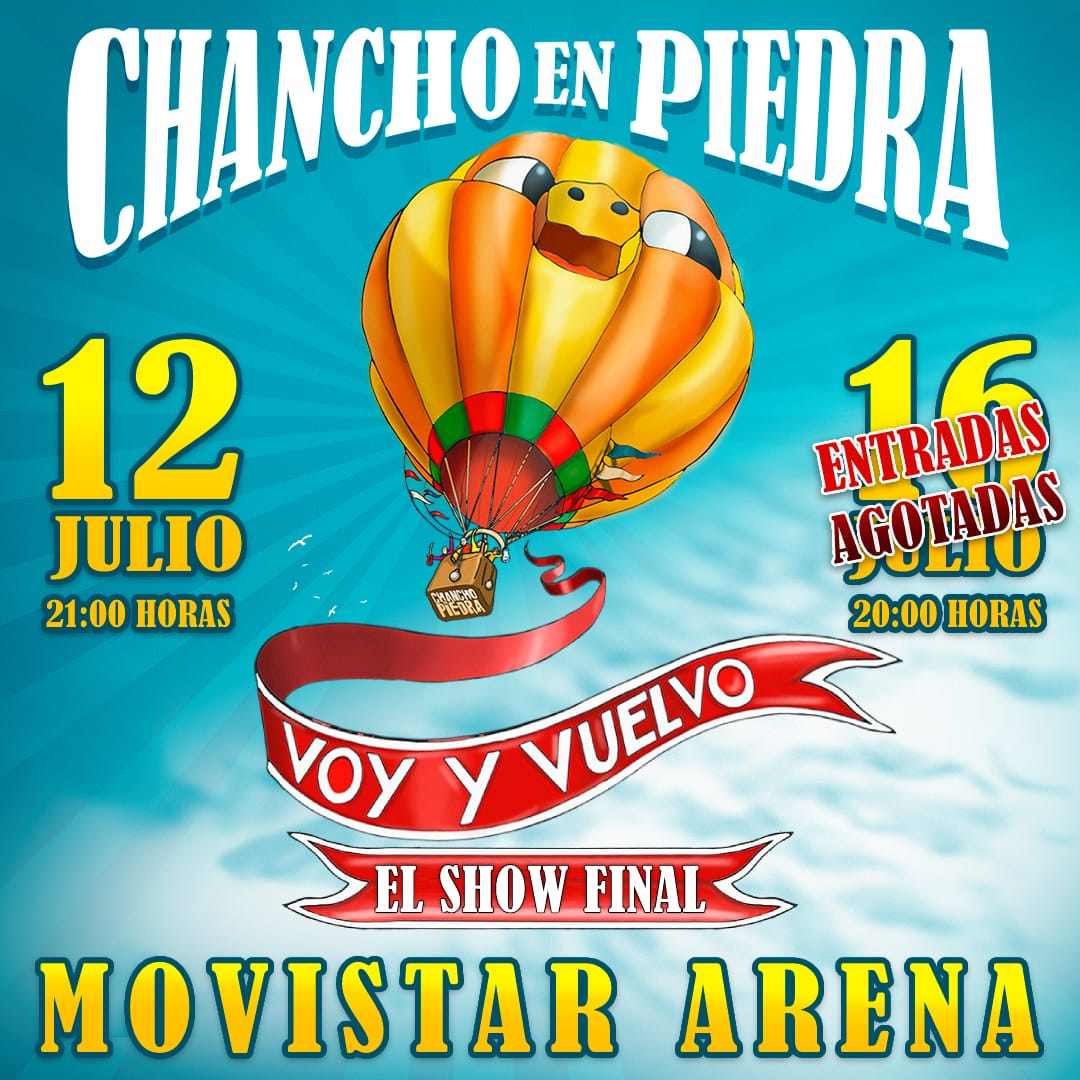 CHANCHO EN PIEDRA
12
JULIO
21:00 HORAS
16
ENTRADAS
AGOTADAS
JULIO
20:00 HORAS
CHANCHO
PIEDRA
VOY Y VUELVO
EL SHOW FINAL
MOVISTAR ARENA